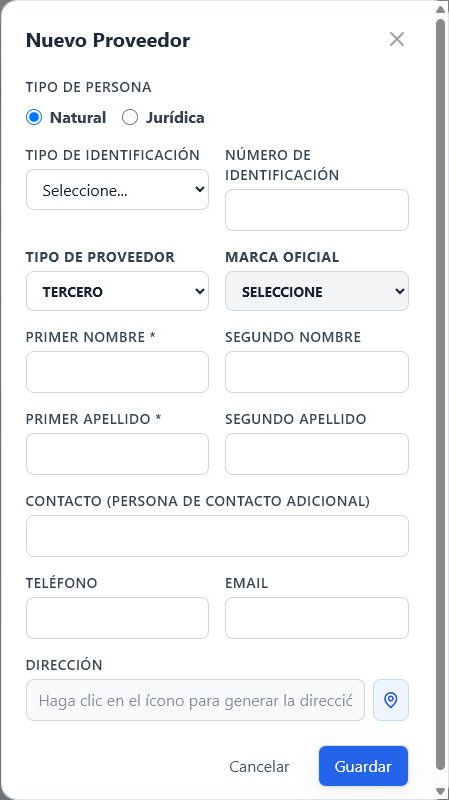 Nuevo Proveedor
TIPO DE PERSONA
Natural Jurídica
TIPO DE IDENTIFICACIÓN
Seleccione...
NÚMERO DE
IDENTIFICACIÓN
TIPO DE PROVEEDOR
TERCERO
MARCA OFICIAL
SELECCIONE
PRIMER NOMBRE *
SEGUNDO NOMBRE
PRIMER APELLIDO *
SEGUNDO APELLIDO
CONTACTO (PERSONA DE CONTACTO ADICIONAL)
TELÉFONO
EMAIL
DIRECCIÓN
Haga clic en el ícono para generar la direcció
Cancelar
Guardar